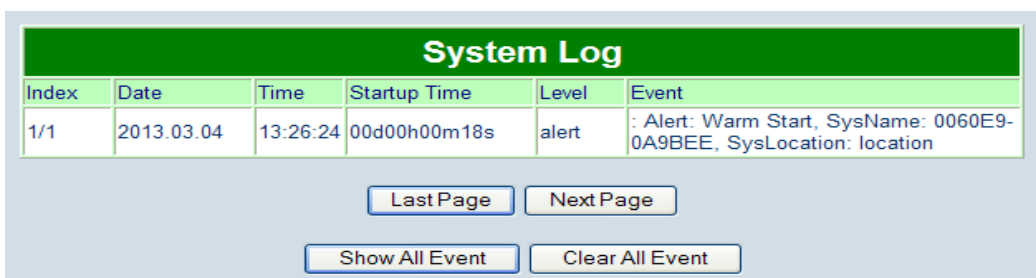 System Log
Index Date Time Startup Time Level Event
1/1 2013.03.04 13:26:24 00d00h00m18s alert : Alert: Warm Start, SysName: 0060E9-
0A9BEE, SysLocation: location
Last Page Next Page
Show All Event Clear All Event